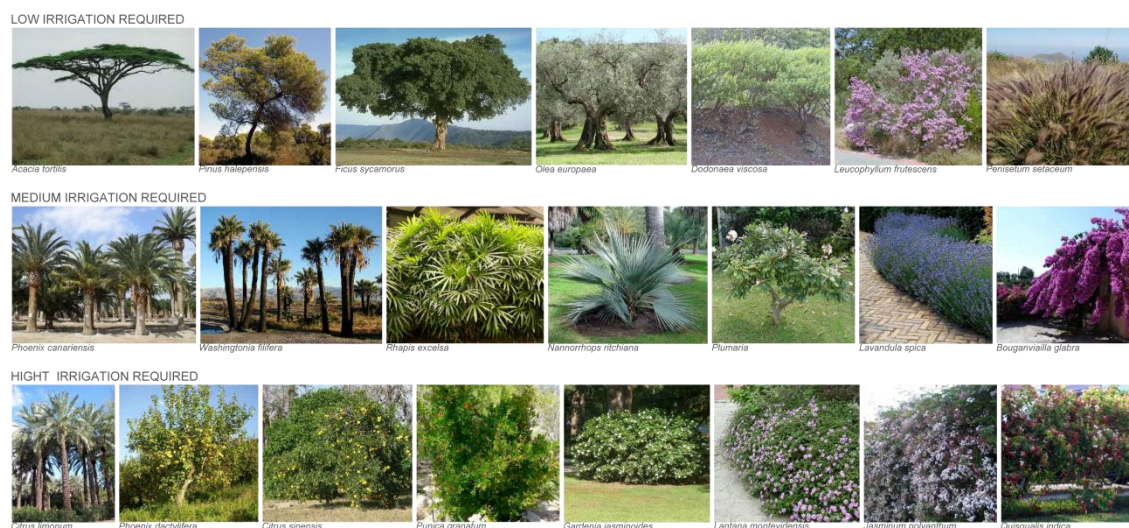 LOW IRRIGATION REQUIRED
Acacia tortilis
Pinius halepensis
Ficus sycamorus
Olea europaea
Dodonaea viscosa
Leucophyllum frutescens
Penisetum setaceum
MEDIUM IRRIGATION REQUIRED
Phoenix canariensis
Washingtonia filifera
Rhapis excelsa
Nannorrhops ritchiana
Plumaria
Lavandula spica
Bouganviailla glabra
HIGHT IRRIGATION REQUIRED
Citrus limonum
Phoenix dactylifera
Citrus sinensis
Punica granatum
Gardenia jasminoides
Lantana montevidensis
Jasminum polyanthum
Quisqualis indica